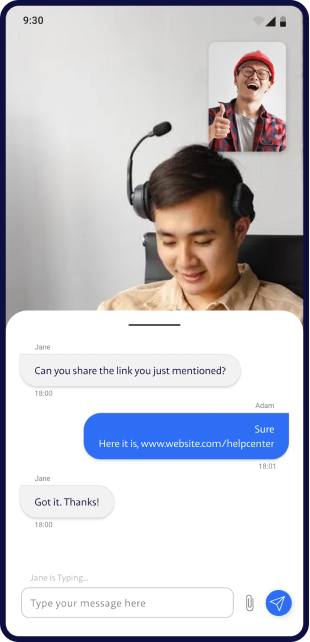 9:30
Jane
Can you share the link you just mentioned?
18:00
Adam
Sure
Here it is, www.website.com/helpcenter
18:01
Jane
Got it. Thanks!
18:00
Jane is Typing...
Type your message here